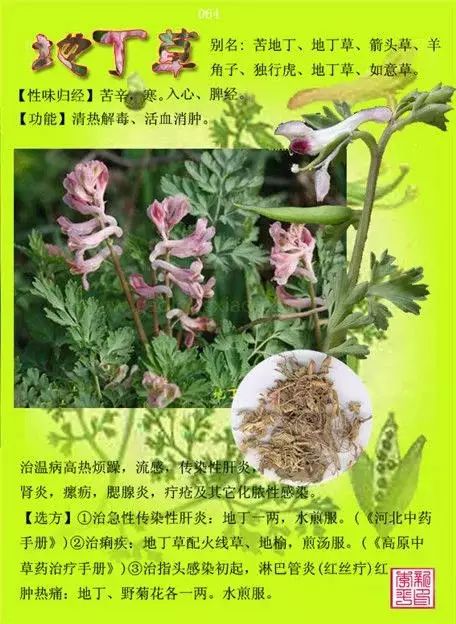 064
地丁草
别名：苦地丁、地丁草、箭头草、羊
角子、独行虎、地丁草、如意草。
【性味归经】苦辛，寒。入心、脾经。
【功能】清热解毒、活血消肿。
治温病高热烦躁，流感，传染性肝炎，
肾炎，瘰疬，腮腺炎，疔疮及其它化脓性感染。
【选方】①治急性传染性肝炎：地丁一两，水煎服。(《河北中药
手册》)②治痢疾：地丁草配火线草、地榆，煎汤服。(《高原中
草药治疗手册》)③治指头感染初起，淋巴管炎(红丝疗)红
肿热痛：地丁、野菊花各一两。水煎服。